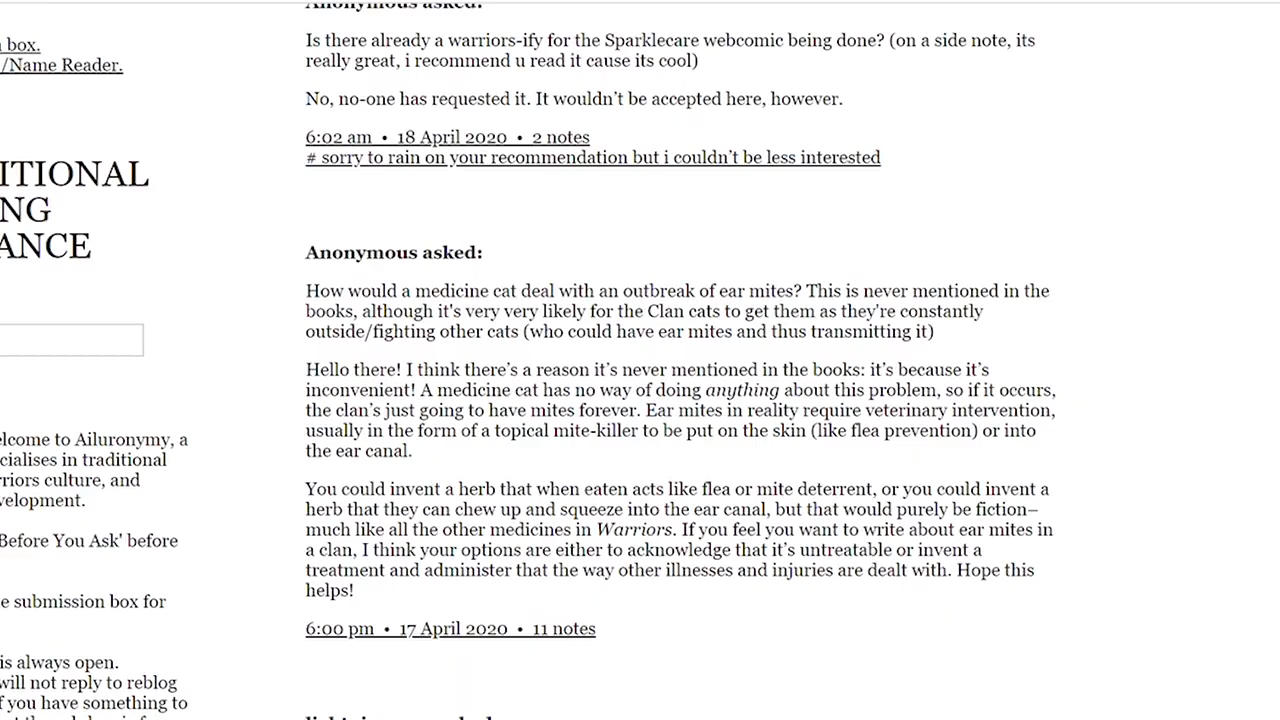 Anonymous asked:
box.
/Name Reader.
Is there already a warriors-ify for the Sparklecare webcomic being done? (on a side note, its
really great, i recommend u read it cause its cool)
No, no-one has requested it. It wouldn't be accepted here, however.
6:02 am • 18 April 2020 • 2 notes
# sorry to rain on your recommendation but i couldn't be less interested
ITIONAL
NG
ANCE
Anonymous asked:
How would a medicine cat deal with an outbreak of ear mites? This is never mentioned in the
books, although it's very very likely for the Clan cats to get them as they're constantly
outside/fighting other cats (who could have ear mites and thus transmitting it)
Hello there! I think there's a reason it's never mentioned in the books: it's because it's
inconvenient! A medicine cat has no way of doing anything about this problem, so if it occurs,
the clan's just going to have mites forever. Ear mites in reality require veterinary intervention,
usually in the form of a topical mite-killer to be put on the skin (like flea prevention) or into
the ear canal.
You could invent a herb that when eaten acts like flea or mite deterrent, or you could invent a
herb that they can chew up and squeeze into the ear canal, but that would purely be fiction–
much like all the other medicines in Warriors. If you feel you want to write about ear mites in
a clan, I think your options are either to acknowledge that it's untreatable or invent a
treatment and administer that the way other illnesses and injuries are dealt with. Hope this
helps!
6:00 pm • 17 April 2020 • 11 notes
elcome to Ailuronymy, a
cialises in traditional
rriors culture, and
velopment.
Before You Ask' before
e submission box for
is always open.
will not reply to reblog
f you have something to